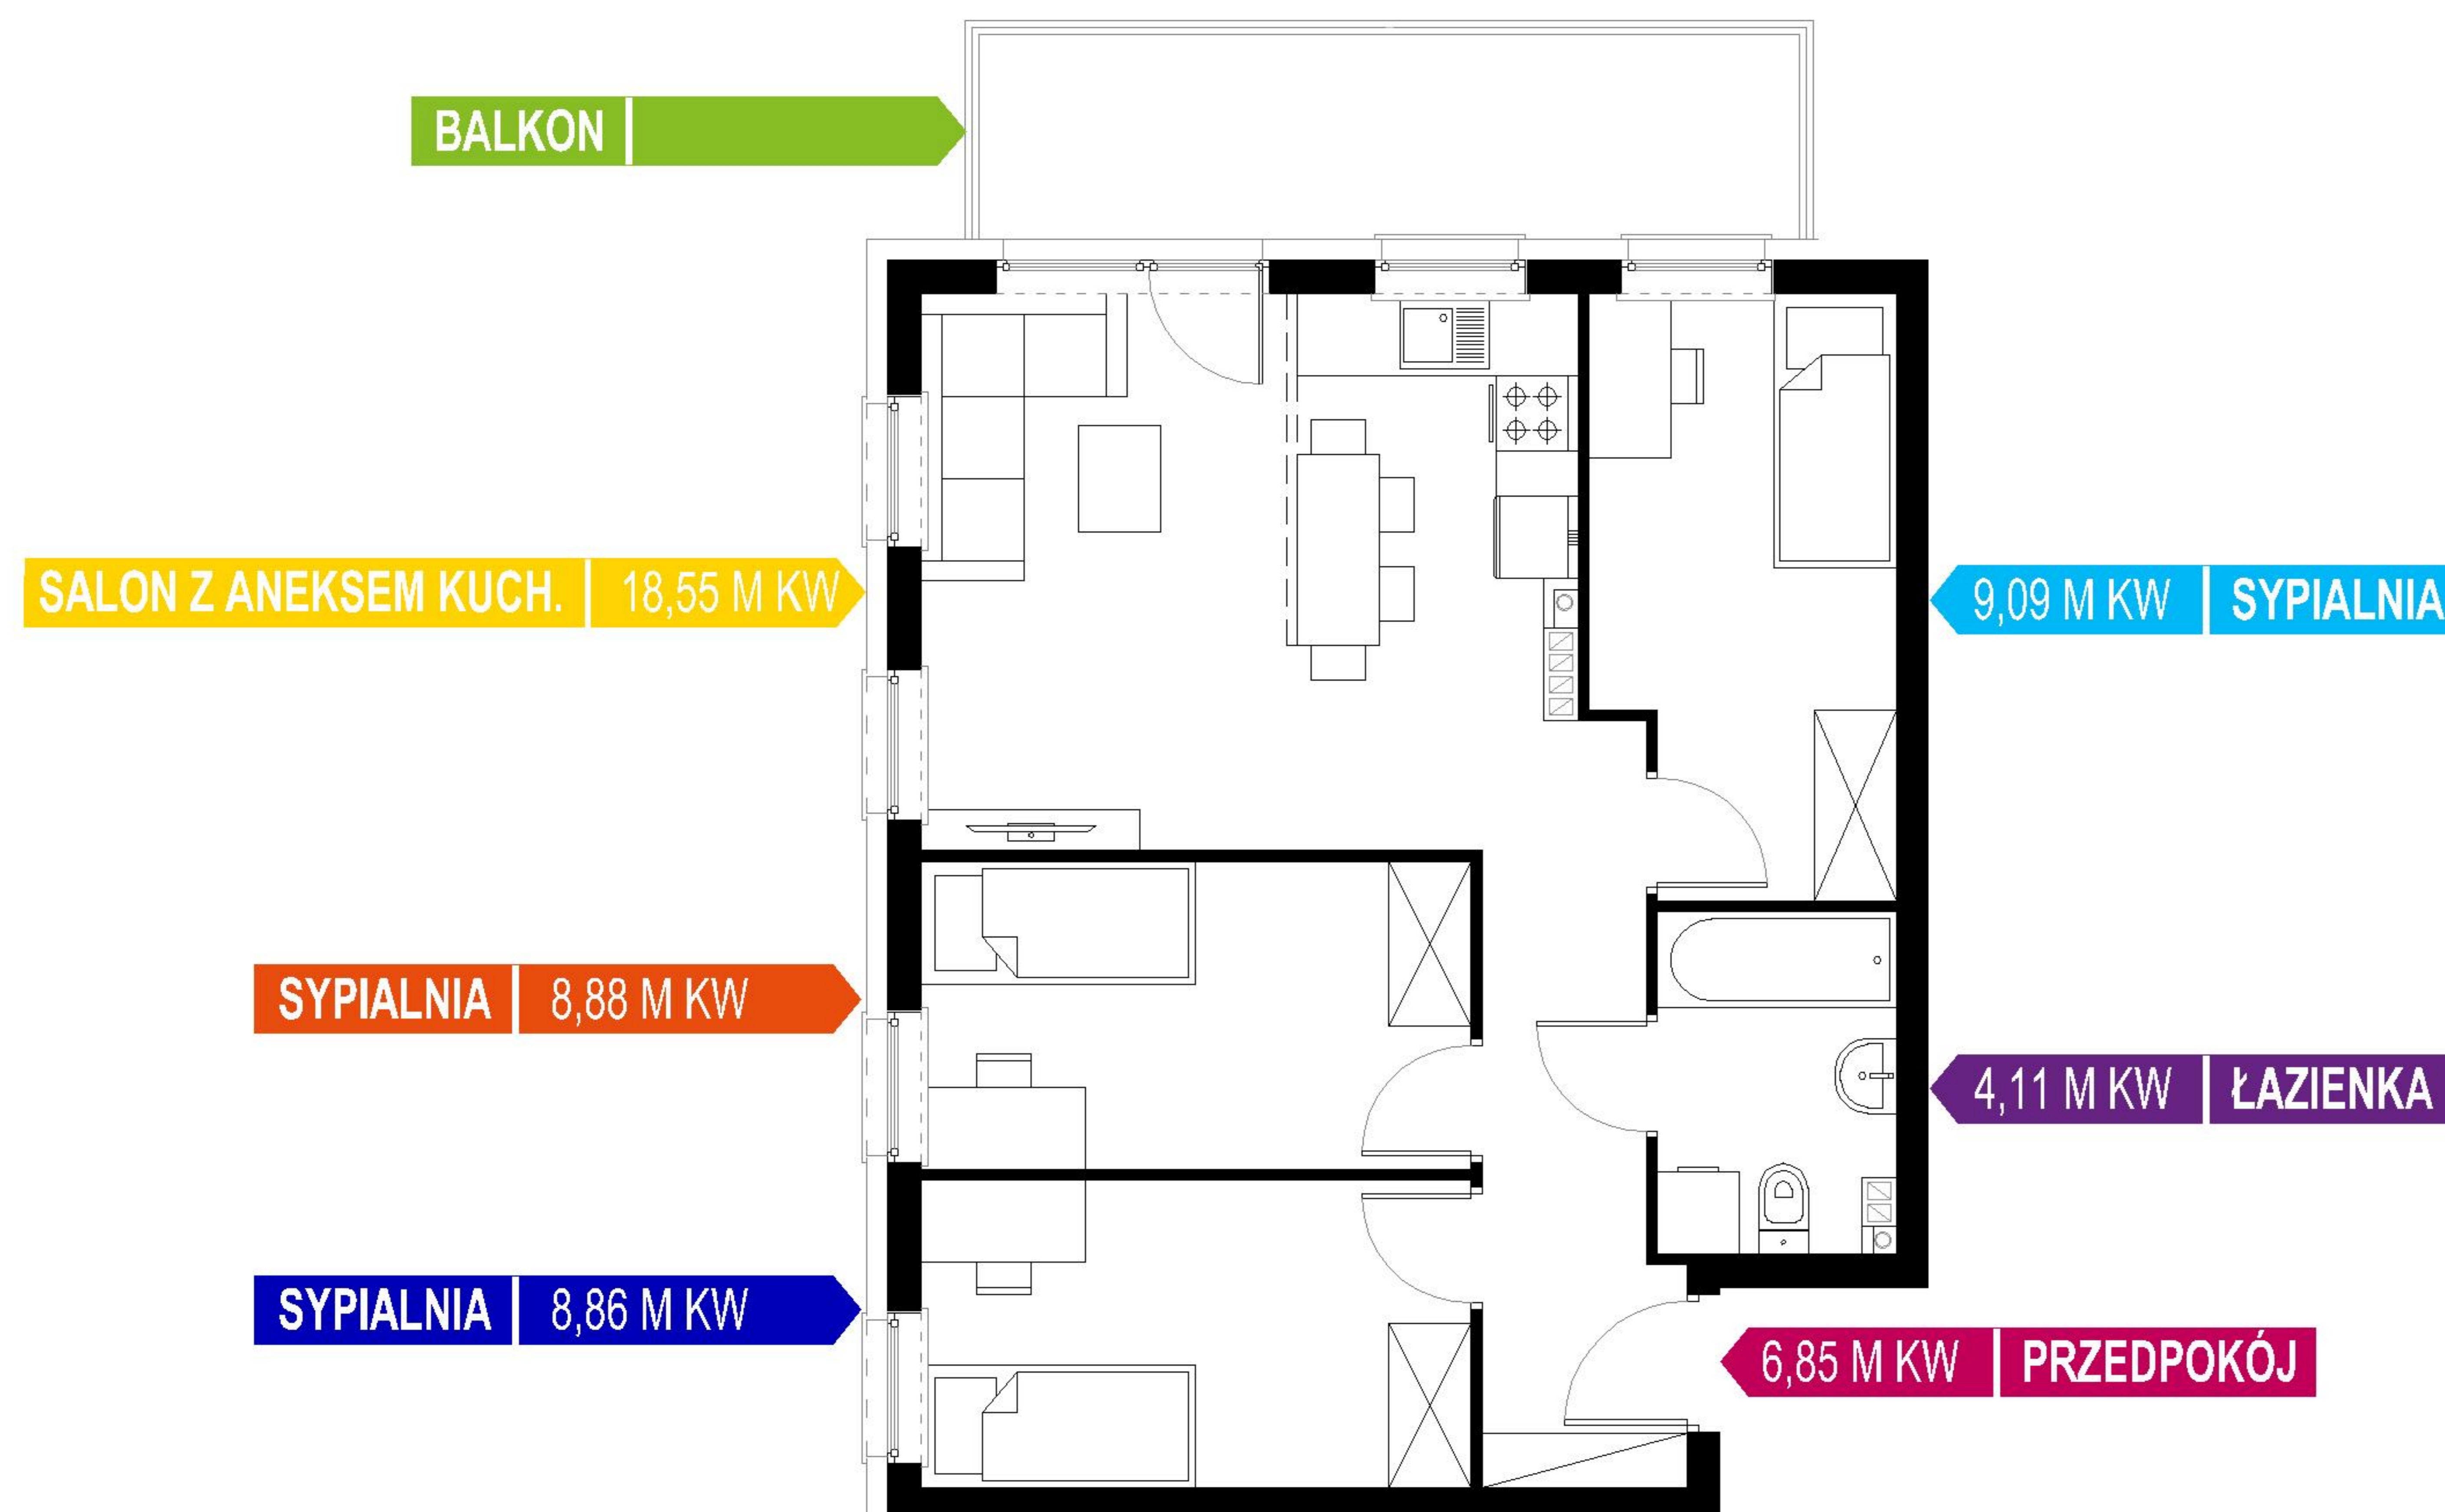 BALKON
SALON Z ANEKSEM KUCH. 18,55 M KW
9,09 M KW SYPIALNIA
SYPIALNIA 8,88 M KW
4,11 M KW ŁAZIENKA
SYPIALNIA 8,86 M KW
6,85 M KW PRZEDPOKÓJ